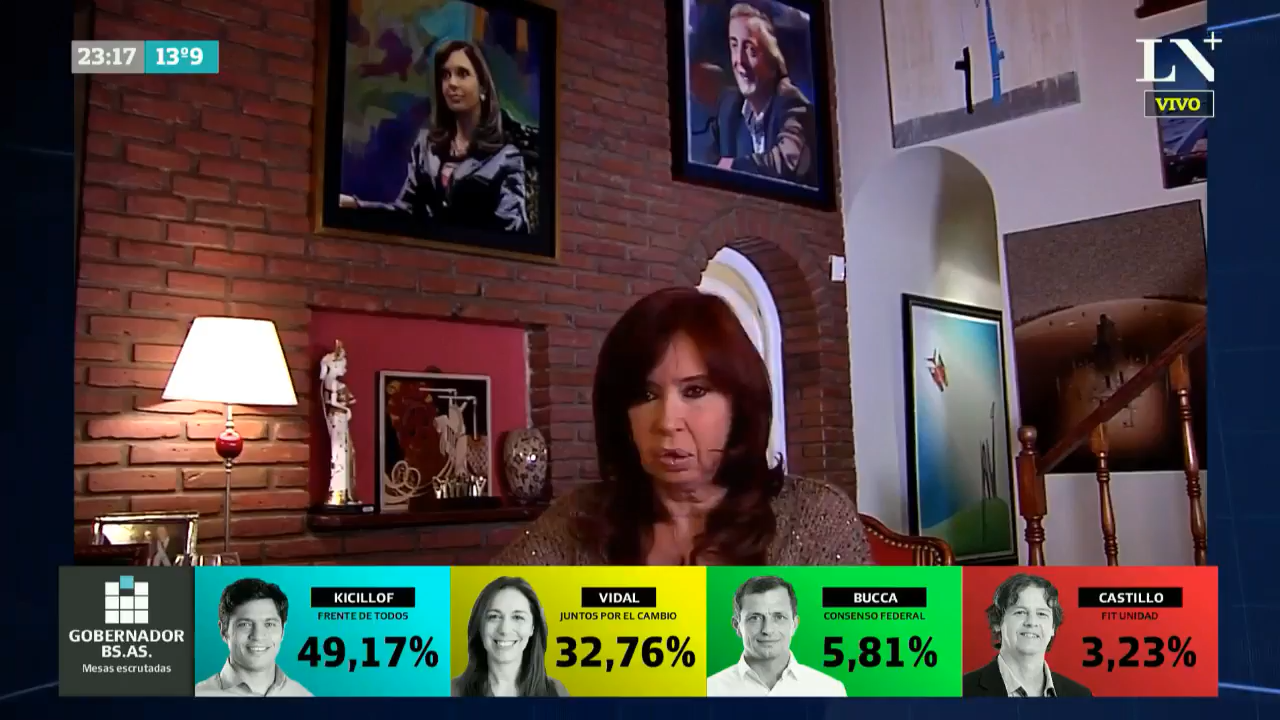 23:17 13º9
LN+
VIVO
GOBERNADOR
BS.AS.
Mesas escrutadas
KICILLOF
FRENTE DE TODOS
49,17%
VIDAL
JUNTOS POR EL CAMBIO
32,76%
BUCCA
CONSENSO FEDERAL
5,81%
CASTILLO
FIT UNIDAD
3,23%